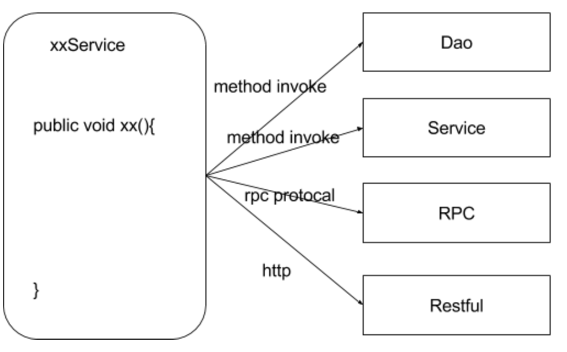 xxService
public void xx(){
}
method invoke
method invoke
rpc protocal
http
Dao
Service
RPC
Restful